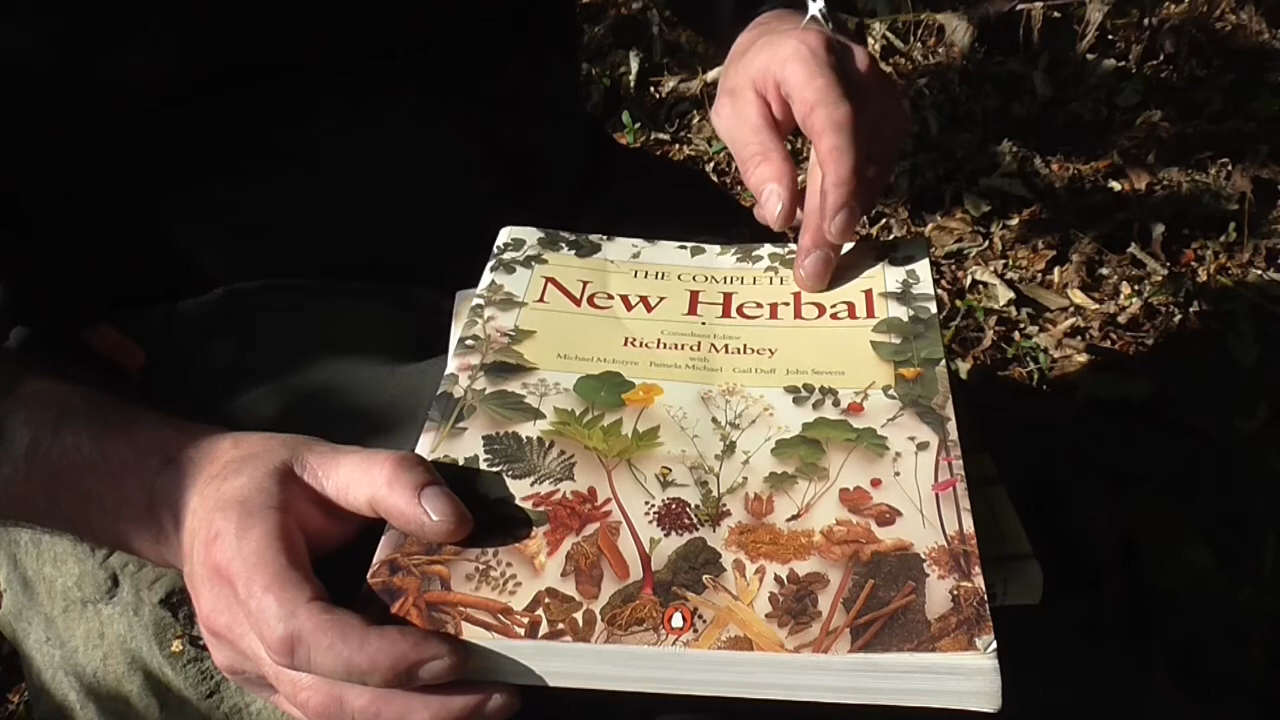 THE COMPLETE
New Herbal
Consultant Editor
Richard Mabey
with
Michael McIntyre Pamela Michael Gail Duff John Stevens